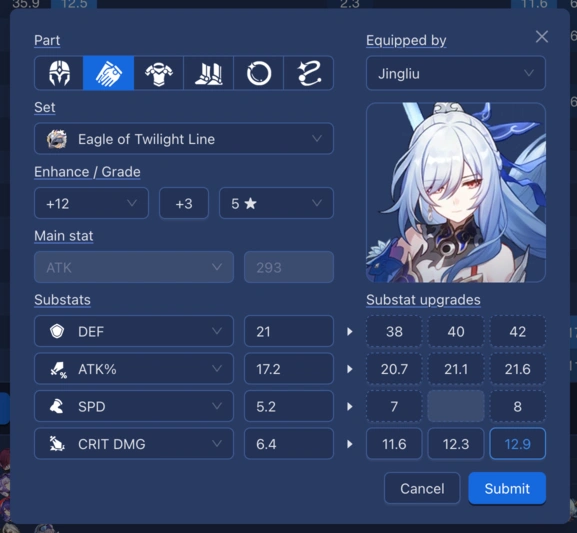 35.9 12.5 2.3 11.6
Part
Equipped by
Jingliu
Set
Eagle of Twilight Line
Enhance / Grade
+12 +3 5 ★
Main stat
ATK 293
Substats
Substat upgrades
DEF 21 38 40 42
ATK% 17.2 20.7 21.1 21.6
SPD 5.2 7 8
CRIT DMG 6.4 11.6 12.3 12.9
Cancel Submit